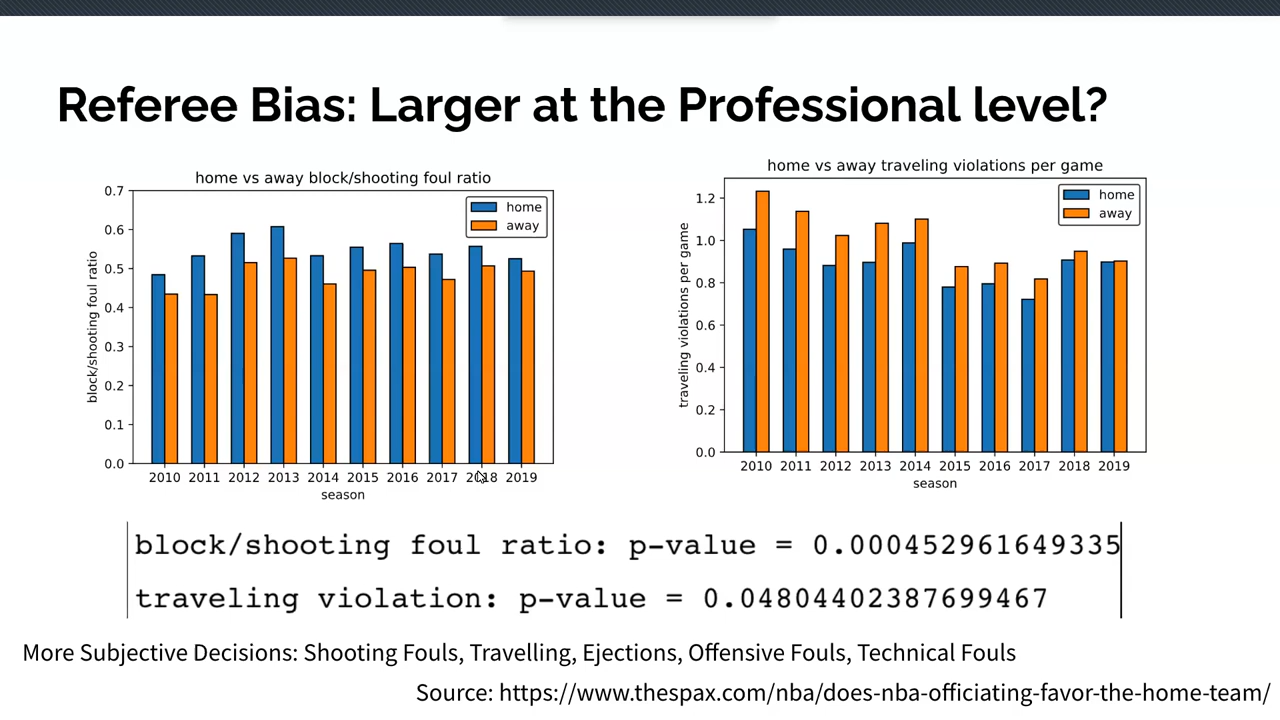 Referee Bias: Larger at the Professional level?
home vs away block/shooting foul ratio
block/shooting foul ratio
0.7
0.6
0.5
0.4
0.3
0.2
0.1
0.0
home
away
2010 2011 2012 2013 2014 2015 2016 2017 2018 2019
season
home vs away traveling violations per game
traveling violations per game
1.2
1.0
0.8
0.6
0.4
0.2
0.0
home
away
2010 2011 2012 2013 2014 2015 2016 2017 2018 2019
season
block/shooting foul ratio: p-value = 0.000452961649335
traveling violation: p-value = 0.04804402387699467
More Subjective Decisions: Shooting Fouls, Travelling, Ejections, Offensive Fouls, Technical Fouls
Source: https://www.thespax.com/nba/does-nba-officiating-favor-the-home-team/